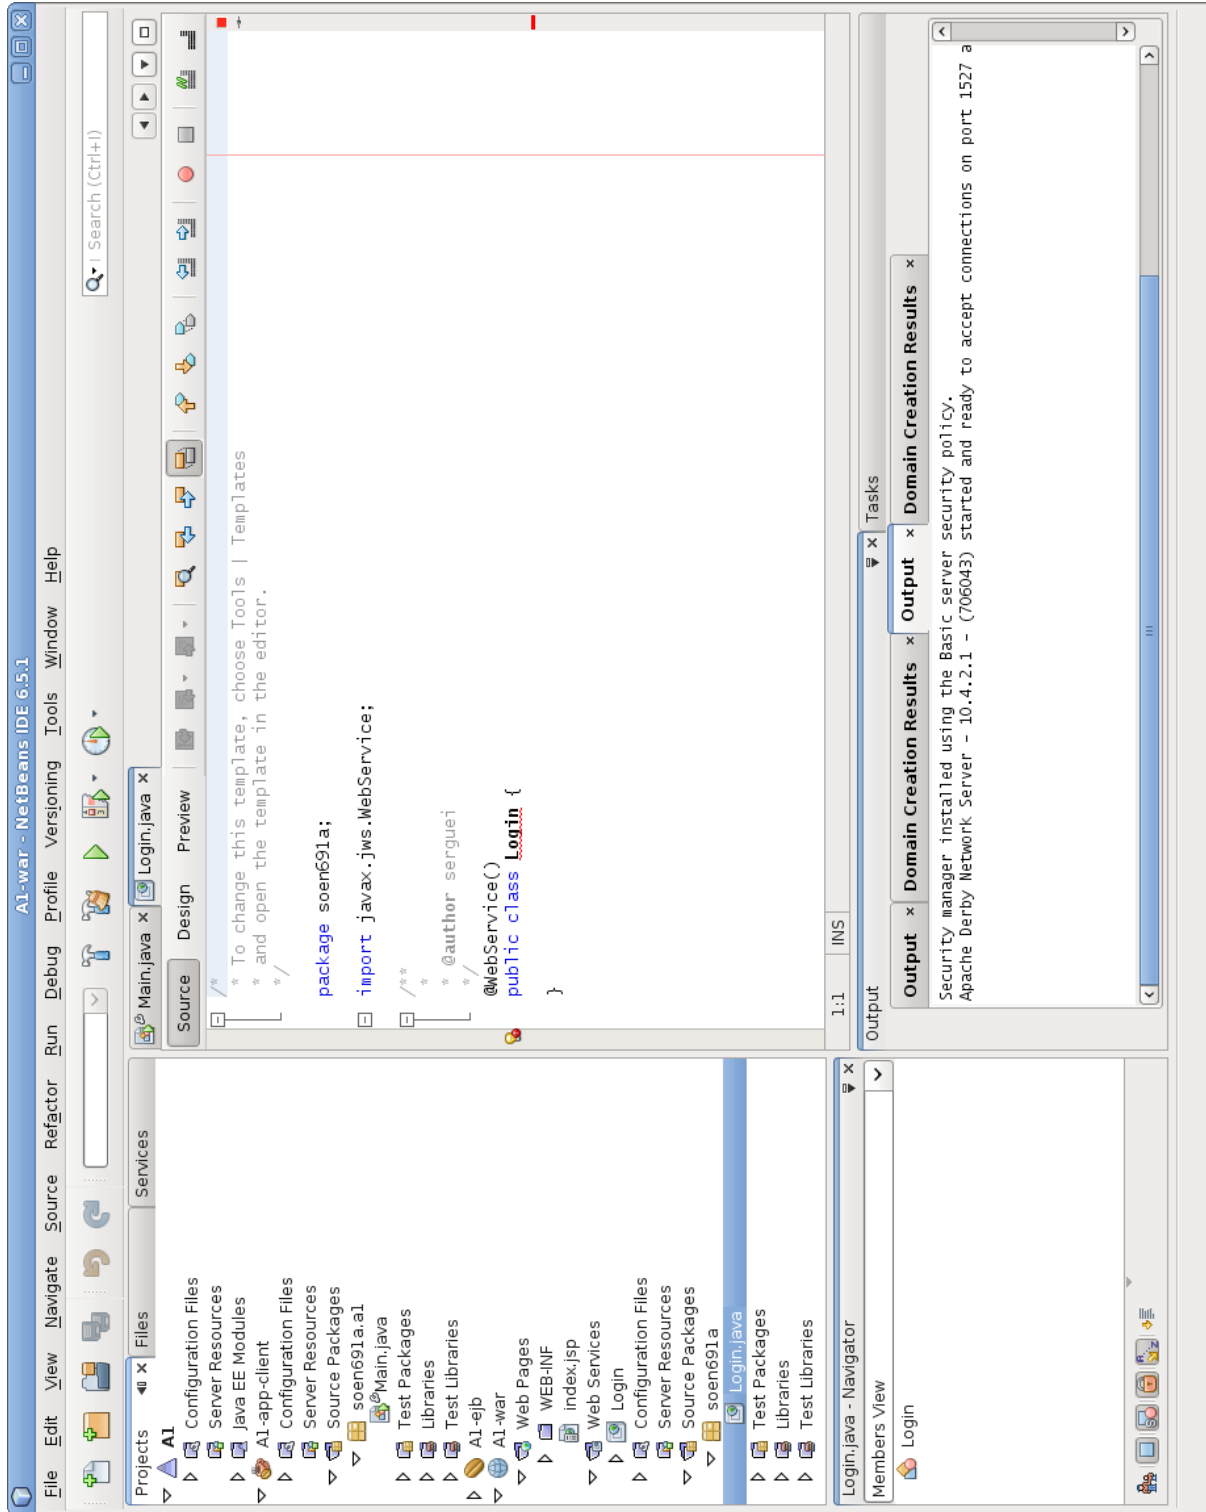 A1-war - NetBeans IDE 6.5.1
File Edit View Navigate Source Refactor Run Debug Profile Versioning Tools Window Help
Search (Ctrl+I)
Projects Files Services
A1
Configuration Files
Server Resources
Java EE Modules
A1-app-client
Configuration Files
Server Resources
Source Packages
soen691a.a1
Main.java
Test Packages
Libraries
Test Libraries
A1-ejb
A1-war
Web Pages
WEB-INF
index.jsp
Web Services
Login
Configuration Files
Server Resources
Source Packages
soen691a
Login.java
Test Packages
Libraries
Test Libraries
Login.java - Navigator
Members View
Login
Main.java Login.java
Source Design Preview
/*
 * To change this template, choose Tools | Templates
 * and open the template in the editor.
 */
package soen691a;
import javax.jws.WebService;
/**
 *
 * @author serguei
 */
@WebService()
public class Login {
}
1:1 INS
Output Tasks
Output Domain Creation Results Output Domain Creation Results
Security manager installed using the Basic server security policy.
Apache Derby Network Server - 10.4.2.1 - (706043) started and ready to accept connections on port 1527 a